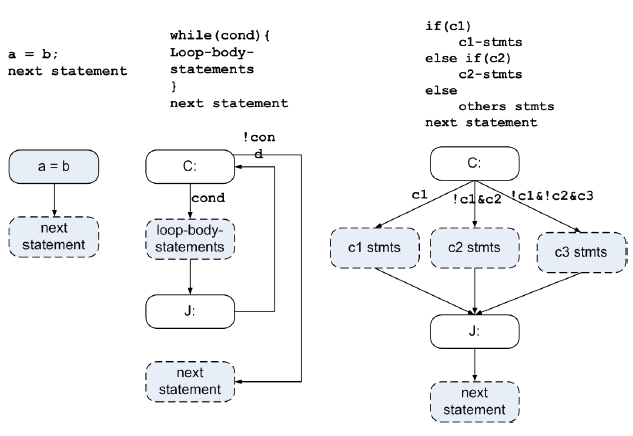 a = b;
next statement
while(cond){
Loop-body-
statements
}
next statement
if(c1)
c1-stmts
else if(c2)
c2-stmts
else
others stmts
next statement
a = b
next
statement
C:
!con
d
cond
loop-body-
statements
J:
next
statement
C:
c1
!c1&c2
!c1&!c2&c3
c1 stmts
c2 stmts
c3 stmts
J:
next
statement